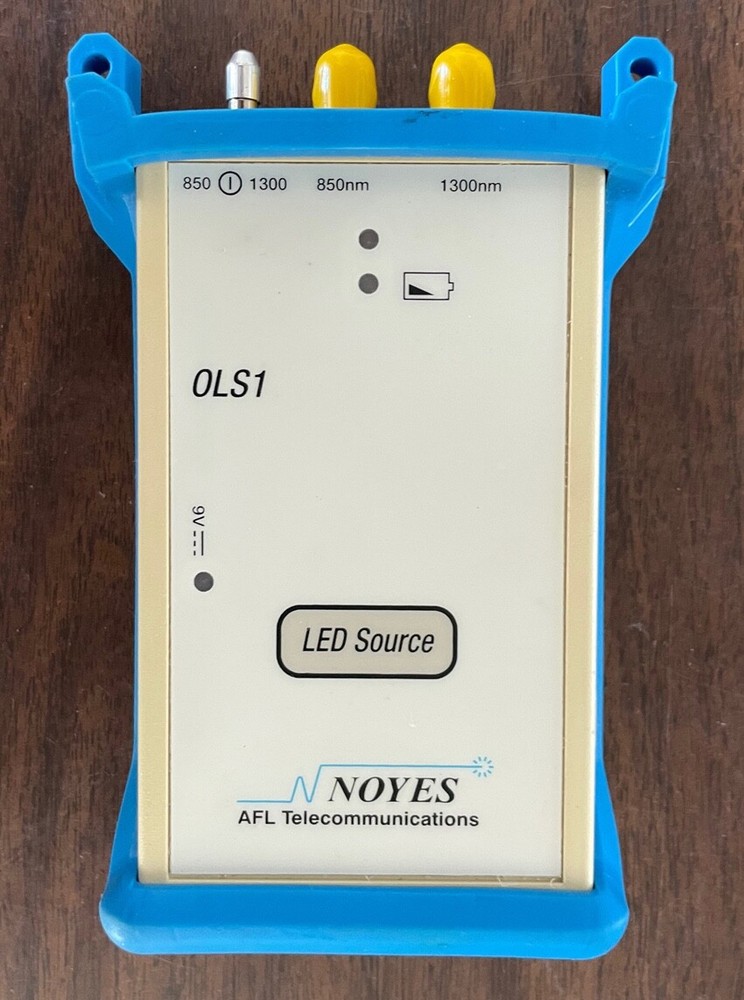 850 1300 850nm 1300nm
OLS1
9V
LED Source
NOYES
AFL Telecommunications